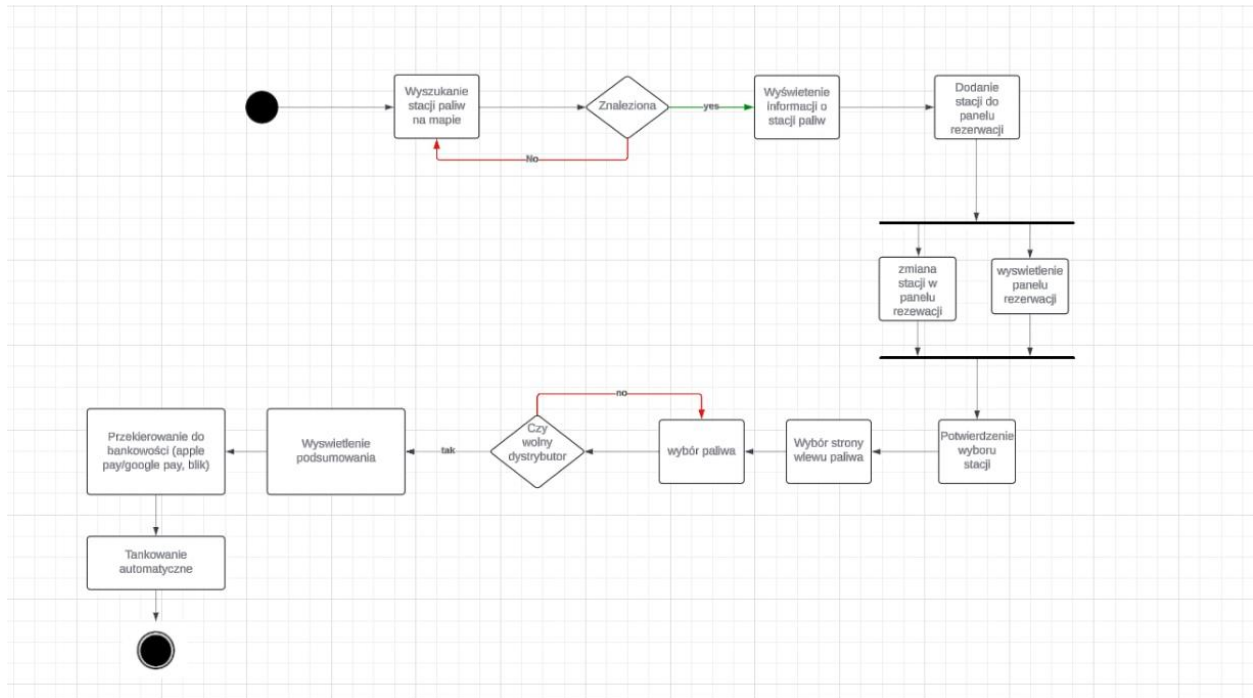 Wyszukanie
stacji paliw
na mapie
Znaleziona
yes
No
Wyświetenie
informacji o
stacji paliw
Dodanie
stacji do
panelu
rezerwacji
zmiana
stacji w
panelu
rezewacji
wyswietlenie
panelu
rezerwacji
Potwierdzenie
wyboru
stacji
Wybór strony
wlewu paliwa
wybór paliwa
no
Czy
wolny
dystrybutor
tak
Wyswietlenie
podsumowania
Przekierowanie do
bankowości (apple
pay/google pay, blik)
Tankowanie
automatyczne